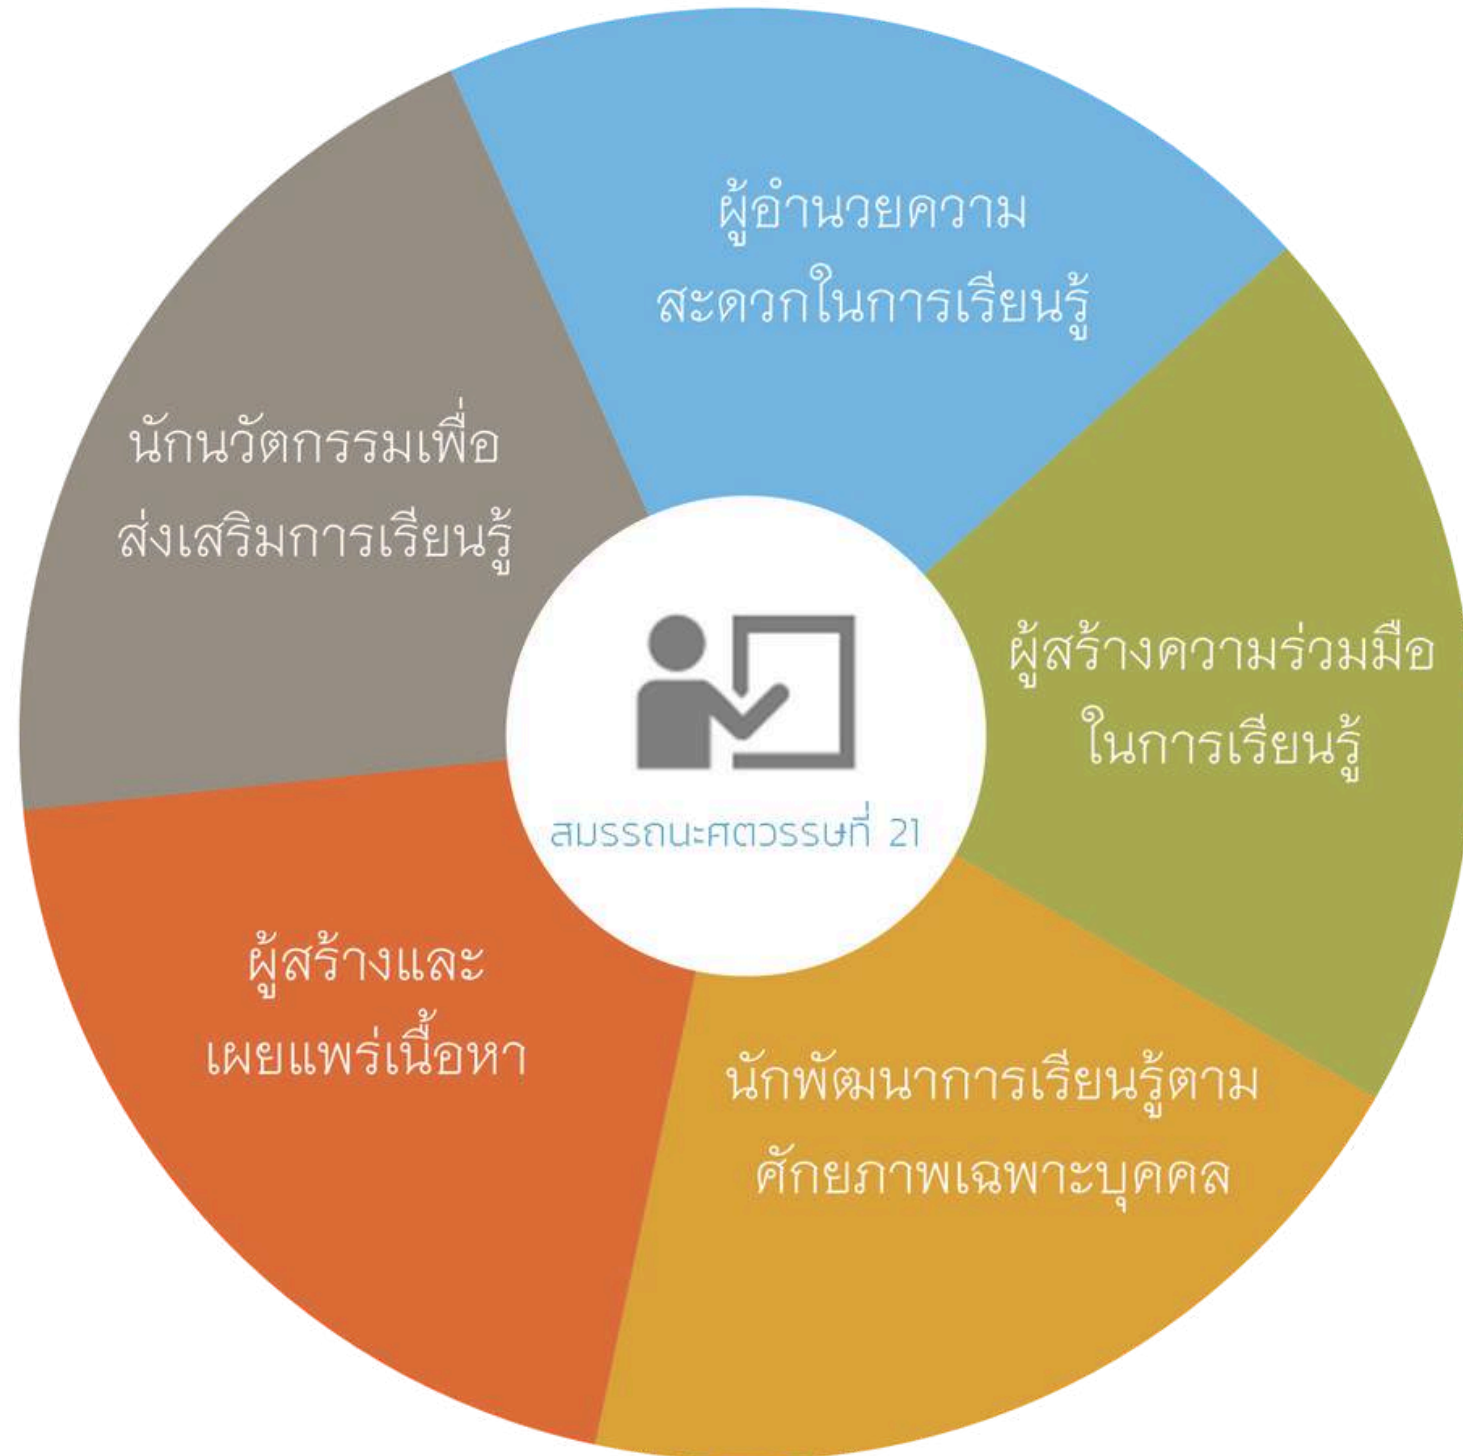 ผู้อำนวยความ
สะดวกในการเรียนรู้
ผู้สร้างความร่วมมือ
ในการเรียนรู้
นักพัฒนาการเรียนรู้ตาม
ศักยภาพเฉพาะบุคคล
ผู้สร้างและ
เผยแพร่เนื้อหา
นักนวัตกรรมเพื่อ
ส่งเสริมการเรียนรู้
สมรรถนะศตวรรษที่ 21